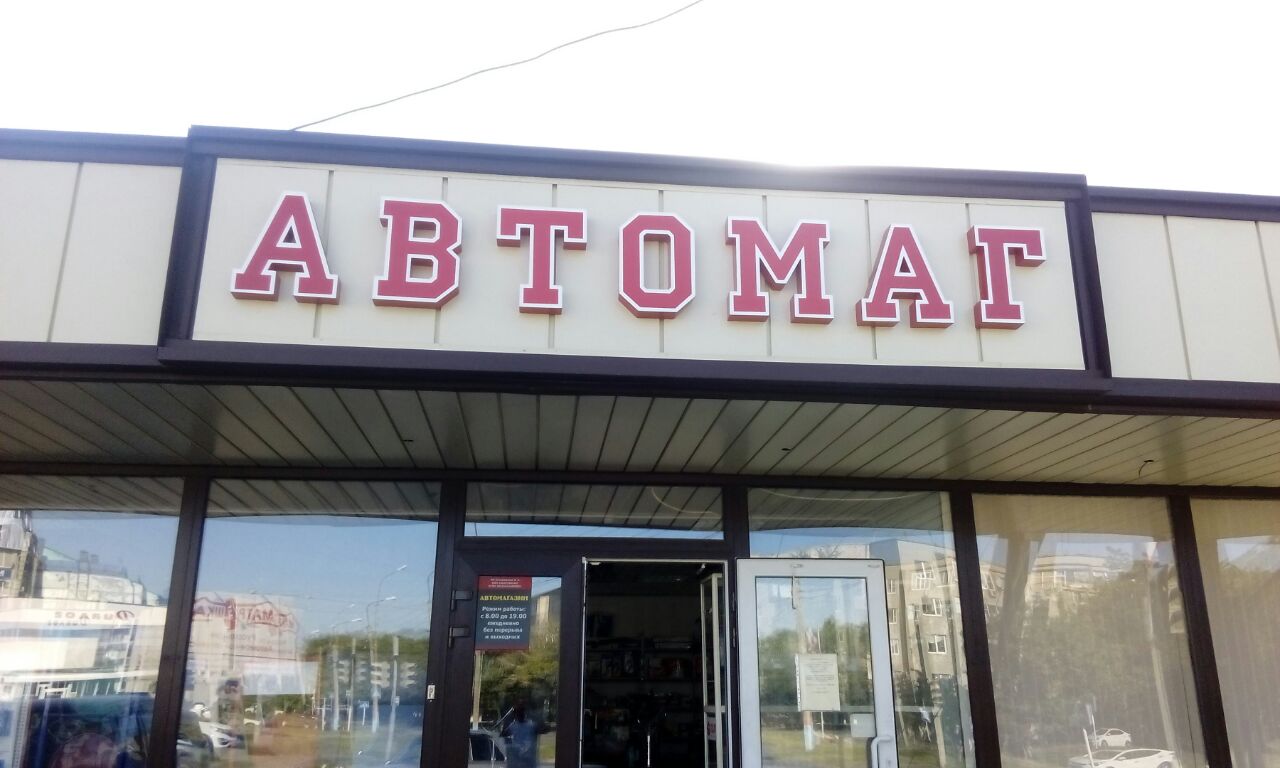 АВТОМАГ
АВТОМАГАЗИН
Режим работы:
с 8.00 до 19.00
ежедневно
без перерыва
и выходных